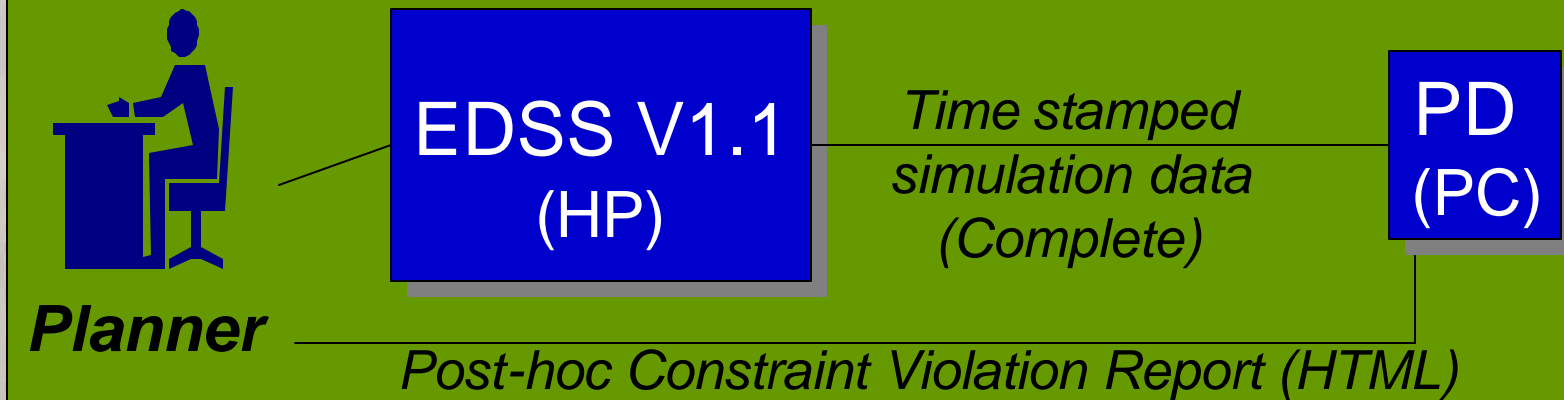 EDSS V1.1
(HP)
Time stamped
simulation data
(Complete)
PD
(PC)
Planner
Post-hoc Constraint Violation Report (HTML)